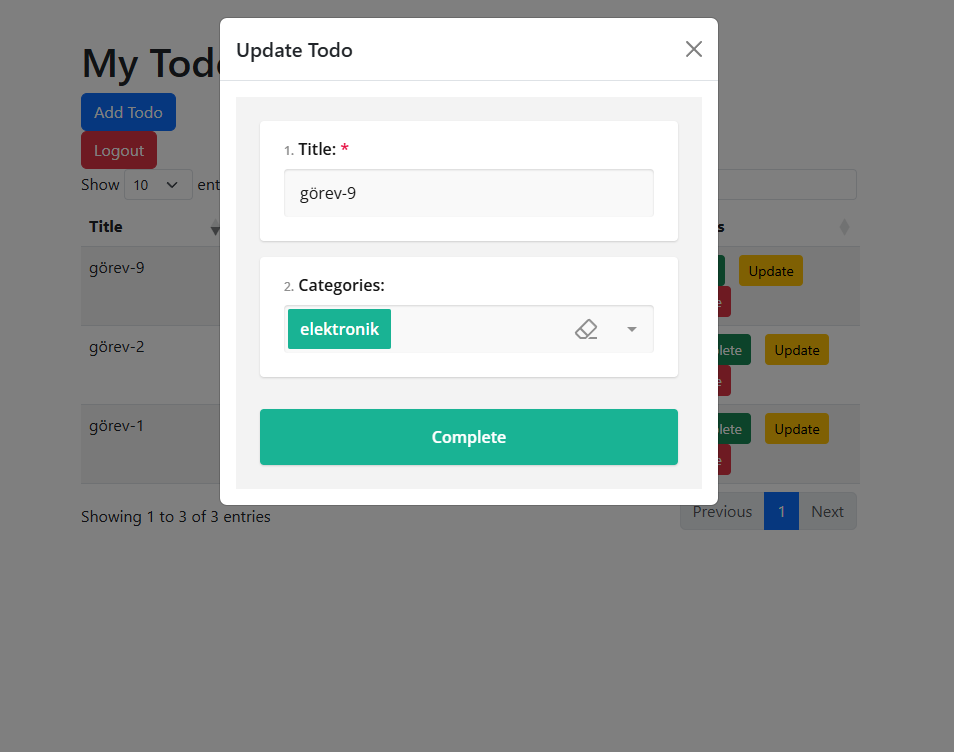 Update Todo
My Tod
Add Todo
Logout
Show 10 ent
Title
s
görev-9
Update
e
görev-2
lete Update
e
görev-1
lete Update
e
Showing 1 to 3 of 3 entries
Previous 1 Next
1. Title: *
görev-9
2. Categories:
elektronik
Complete